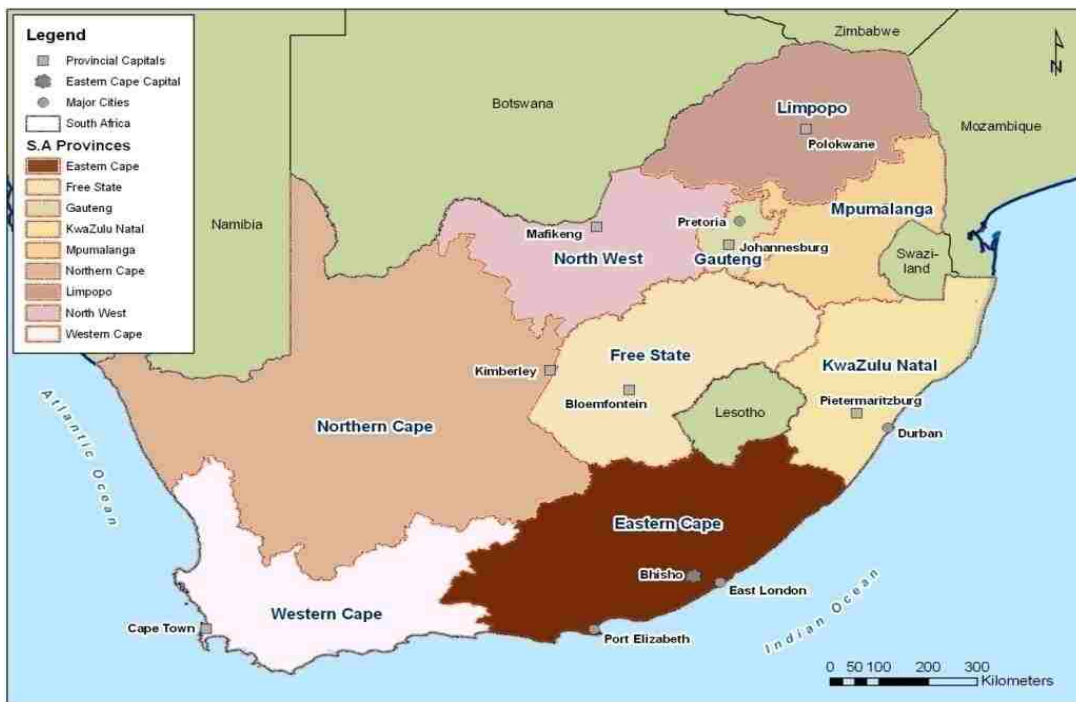 Legend
Provincial Capitals
Eastern Cape Capital
Major Cities
South Africa
S.A Provinces
Eastern Cape
Free State
Gauteng
KwaZulu Natal
Mpumalanga
Northern Cape
Limpopo
North West
Western Cape
Zimbabwe
N
Botswana
Limpopo
Mozambique
Polokwane
Namibia
Mpumalanga
Pretoria
Mafikeng
Johannesburg
North West
Gauteng
Swazi-
land
Free State
KwaZulu Natal
Kimberley
Bloemfontein
Pietermaritzburg
Lesotho
Durban
Northern Cape
Atlantic Ocean
Eastern Cape
Bhisho
East London
Western Cape
Cape Town
Port Elizabeth
Indian Ocean
0 50 100 200 300
Kilometers